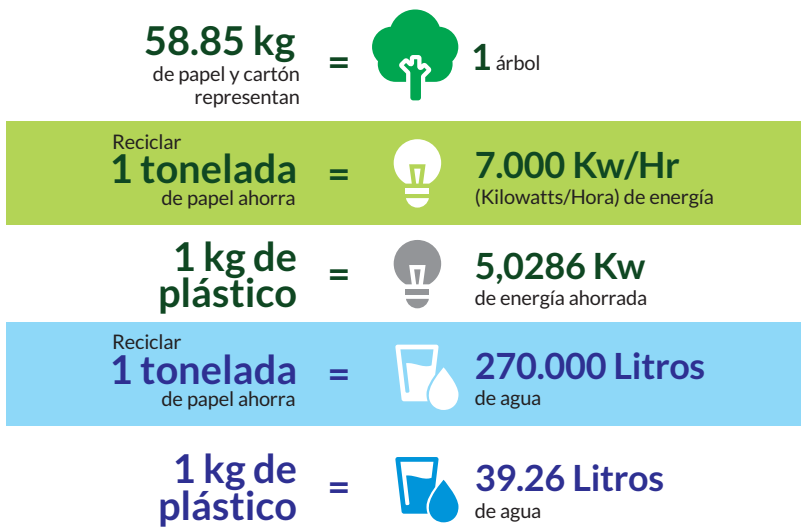 58.85 kg
de papel y cartón
representan
=
1 árbol
Reciclar
1 tonelada
de papel ahorra
=
7.000 Kw/Hr
(Kilowatts/Hora) de energía
1 kg de
plástico
=
5,0286 Kw
de energía ahorrada
Reciclar
1 tonelada
de papel ahorra
=
270.000 Litros
de agua
1 kg de
plástico
=
39.26 Litros
de agua